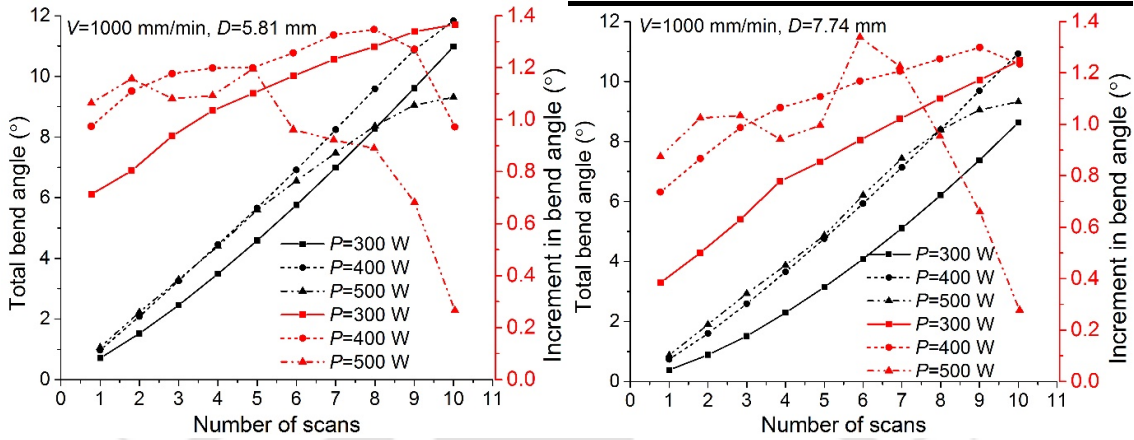 V=1000 mm/min, D=5.81 mm
Total bend angle (°)
12
10
8
6
4
2
0
1.4
1.2
1.0
0.8
0.6
0.4
0.2
0.0
Increment in bend angle (°)
P=300 W
P=400 W
P=500 W
P=300 W
P=400 W
P=500 W
0 1 2 3 4 5 6 7 8 9 10 11
Number of scans
V=1000 mm/min, D=7.74 mm
Total bend angle (°)
12
10
8
6
4
2
0
1.4
1.2
1.0
0.8
0.6
0.4
0.2
0.0
Increment in bend angle (°)
P=300 W
P=400 W
P=500 W
P=300 W
P=400 W
P=500 W
0 1 2 3 4 5 6 7 8 9 10 11
Number of scans